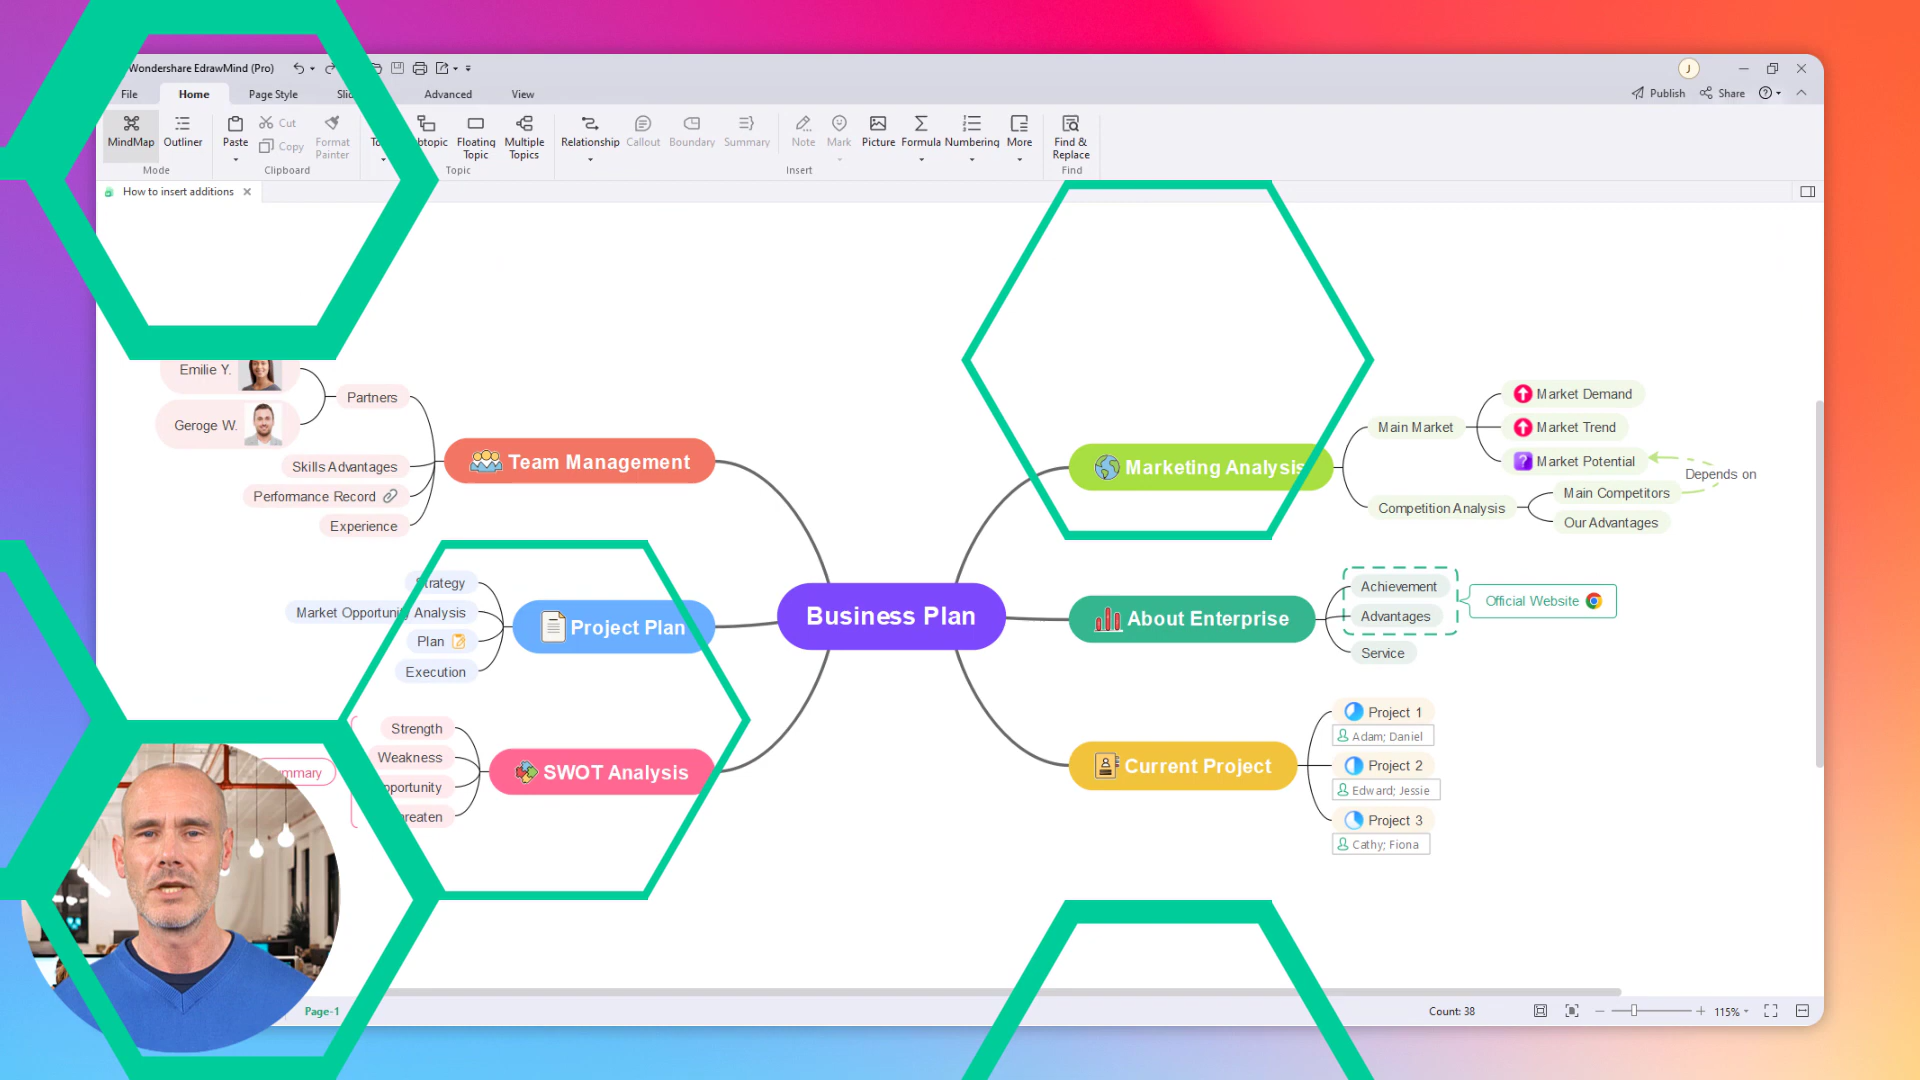 Wondershare EdrawMind (Pro)
J
File
Home
Page Style
Advanced
View
Publish
Share
MindMap
Outliner
Mode
Paste
Cut
Copy
Format
Painter
Clipboard
Floating
Topic
Multiple
Topics
Topic
Relationship
Callout
Boundary
Summary
Note
Mark
Picture
Formula
Numbering
More
Insert
Find &
Replace
Find
How to insert additions
Emilie Y.
Geroge W.
Partners
Skills Advantages
Performance Record
Experience
Team Management
Strategy
Market Opportunity Analysis
Plan
Execution
Project Plan
Strength
Weakness
SWOT Analysis
Business Plan
Marketing Analysis
Main Market
Market Demand
Market Trend
Market Potential
Depends on
Competition Analysis
Main Competitors
Our Advantages
About Enterprise
Achievement
Advantages
Service
Official Website
Current Project
Project 1
Adam; Daniel
Project 2
Edward; Jessie
Project 3
Cathy; Fiona
Page-1
Count: 38
115%